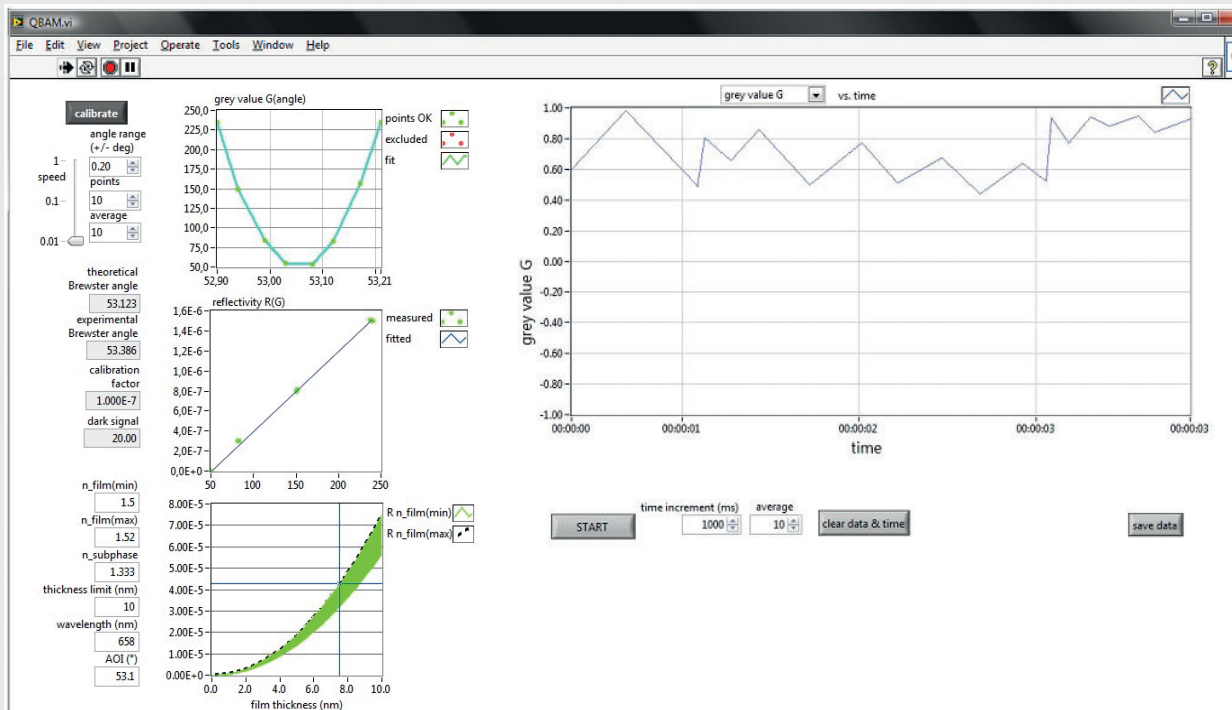 QBAM.vi
File Edit View Project Operate Tools Window Help
calibrate
angle range
(+/- deg)
0.20
points
10
average
10
1
speed
0.1
0.01
theoretical
Brewster angle
53.123
experimental
Brewster angle
53.386
calibration
factor
1.000E-7
dark signal
20.00
n_film(min)
1.5
n_film(max)
1.52
n_subphase
1.333
thickness limit (nm)
10
wavelength (nm)
658
AOI (°)
53.1
grey value G(angle)
250,0
225,0
200,0
175,0
150,0
125,0
100,0
75,0
50,0
52,90 53,00 53,10 53,21
points OK
excluded
fit
reflectivity R(G)
1,6E-6
1,4E-6
1,2E-6
1,0E-6
8,0E-7
6,0E-7
4,0E-7
2,0E-7
0,0E+0
50 100 150 200 250
measured
fitted
8.00E-5
7.00E-5
6.00E-5
5.00E-5
4.00E-5
3.00E-5
2.00E-5
1.00E-5
0.00E+0
0.0 2.0 4.0 6.0 8.0 10.0
film thickness (nm)
R n_film(min)
R n_film(max)
grey value G vs. time
1.00
0.80
0.60
0.40
0.20
0.00
-0.20
-0.40
-0.60
-0.80
-1.00
grey value G
00:00:00 00:00:01 00:00:02 00:00:03 00:00:03
time
START
time increment (ms)
1000
average
10
clear data & time
save data